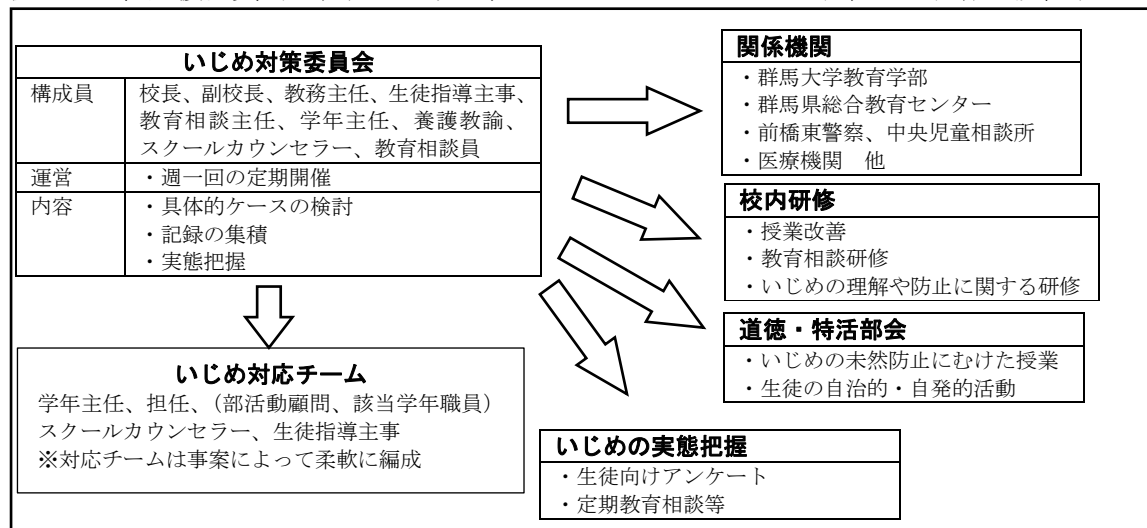 いじめ対策委員会
構成員
校長、副校長、教務主任、生徒指導主事、
教育相談主任、学年主任、養護教諭、
スクールカウンセラー、教育相談員
運営
・週一回の定期開催
内容
・具体的ケースの検討
・記録の集積
・実態把握
関係機関
・群馬大学教育学部
・群馬県総合教育センター
・前橋東警察、中央児童相談所
・医療機関 他
校内研修
・授業改善
・教育相談研修
・いじめの理解や防止に関する研修
道徳・特活部会
・いじめの未然防止にむけた授業
・生徒の自治的・自発的活動
いじめ対応チーム
学年主任、担任、（部活動顧問、該当学年職員）
スクールカウンセラー、生徒指導主事
※対応チームは事案によって柔軟に編成
いじめの実態把握
・生徒向けアンケート
・定期教育相談等